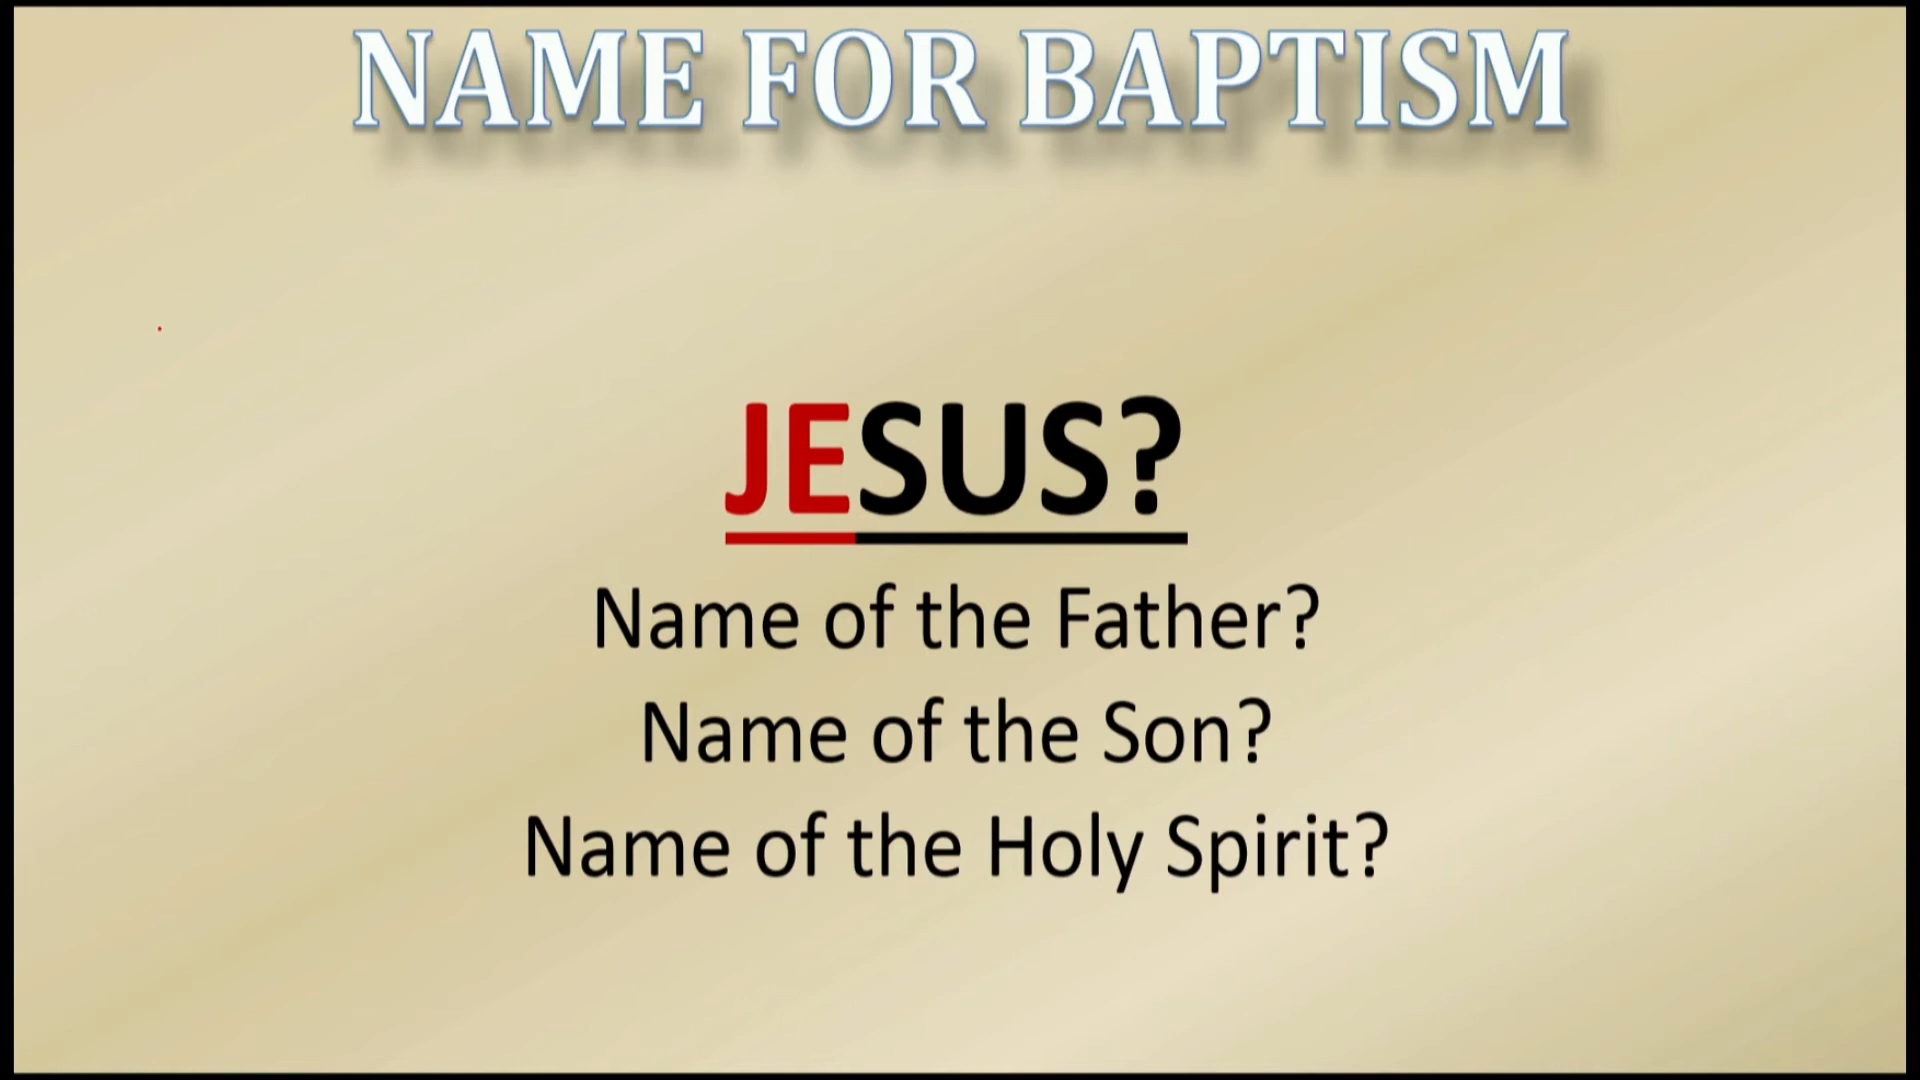 NAME FOR BAPTISM
JESUS?
Name of the Father?
Name of the Son?
Name of the Holy Spirit?